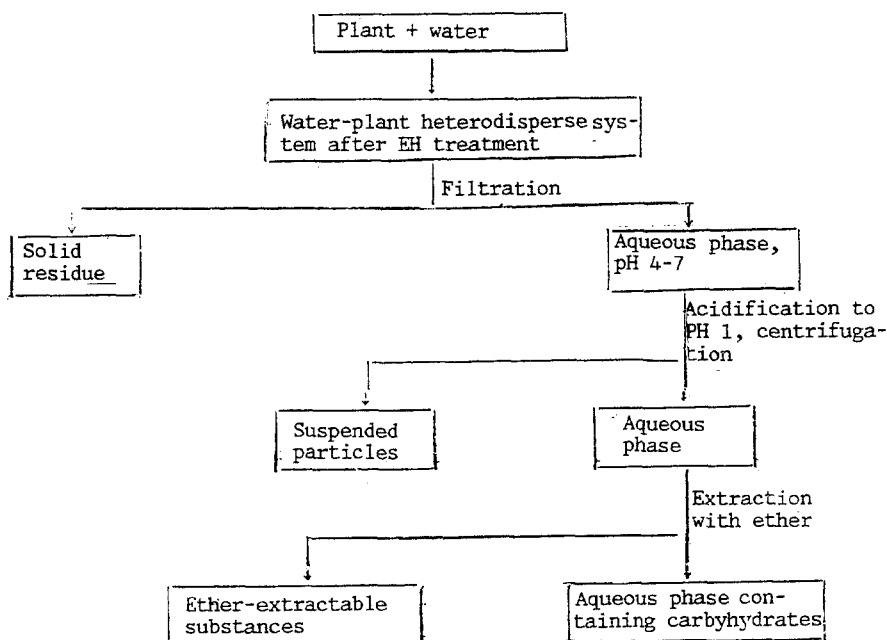 Plant + water
Water-plant heterodisperse sys-
tem after EH treatment
Filtration
Solid
residue
Aqueous phase,
pH 4-7
Acidification to
PH 1, centrifuga-
tion
Suspended
particles
Aqueous
phase
Extraction
with ether
Ether-extractable
substances
Aqueous phase con-
taining carbyhydrates